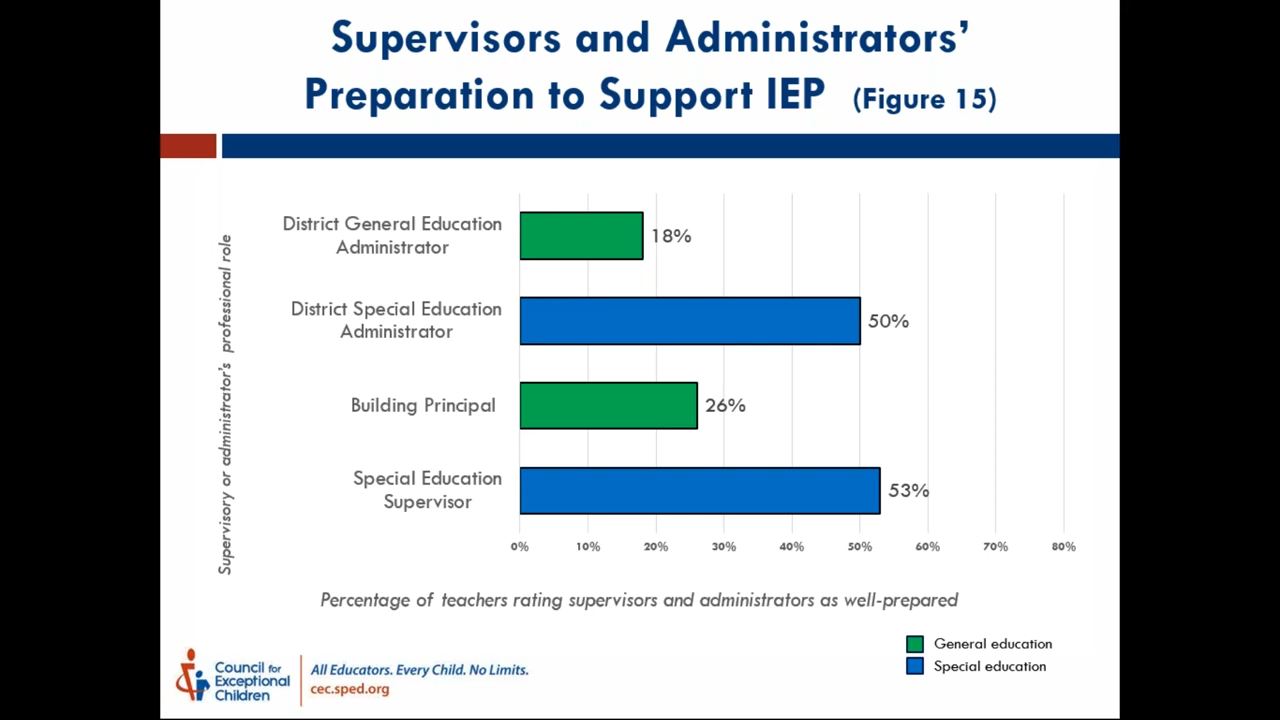 Supervisors and Administrators’
Preparation to Support IEP (Figure 15)
Supervisory or administrator’s professional role
District General Education
Administrator
18%
District Special Education
Administrator
50%
Building Principal
26%
Special Education
Supervisor
53%
0% 10% 20% 30% 40% 50% 60% 70% 80%
Percentage of teachers rating supervisors and administrators as well-prepared
General education
Special education
Council for
Exceptional
Children
All Educators. Every Child. No Limits.
cec.sped.org